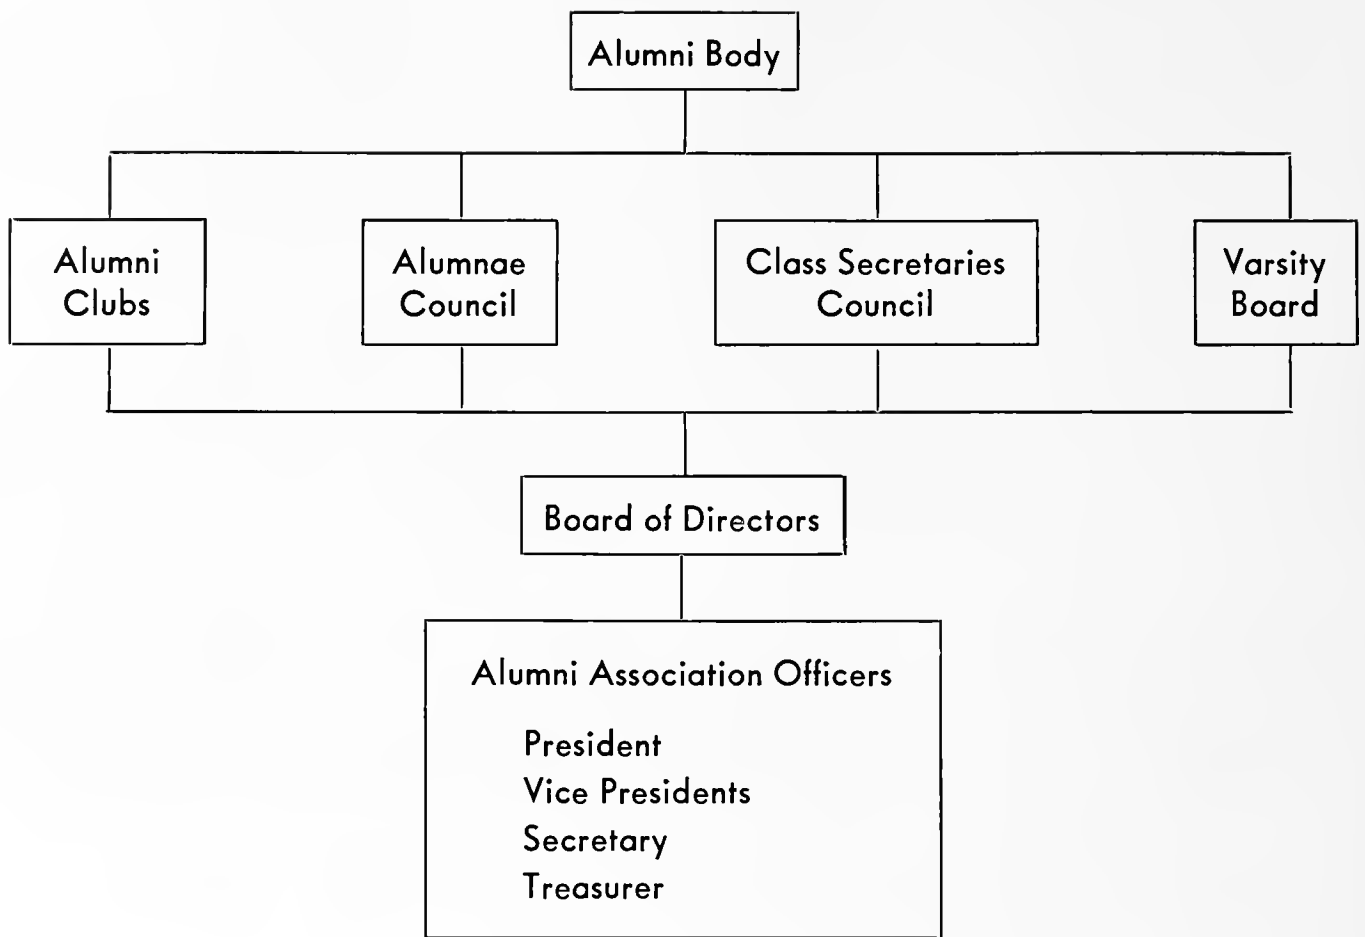 Alumni Body
Alumni
Clubs
Alumnae
Council
Class Secretaries
Council
Varsity
Board
Board of Directors
Alumni Association Officers
President
Vice Presidents
Secretary
Treasurer